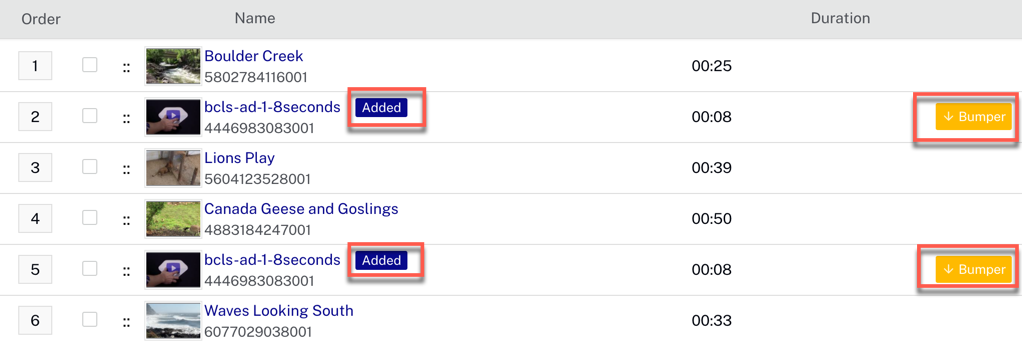 Order Name Duration
1 :: Boulder Creek 00:25
5802784116001
2 :: bcls-ad-1-8seconds Added 00:08 ↓ Bumper
4446983083001
3 :: Lions Play 00:39
5604123528001
4 :: Canada Geese and Goslings 00:50
4883184247001
5 :: bcls-ad-1-8seconds Added 00:08 ↓ Bumper
4446983083001
6 :: Waves Looking South 00:33
6077029038001